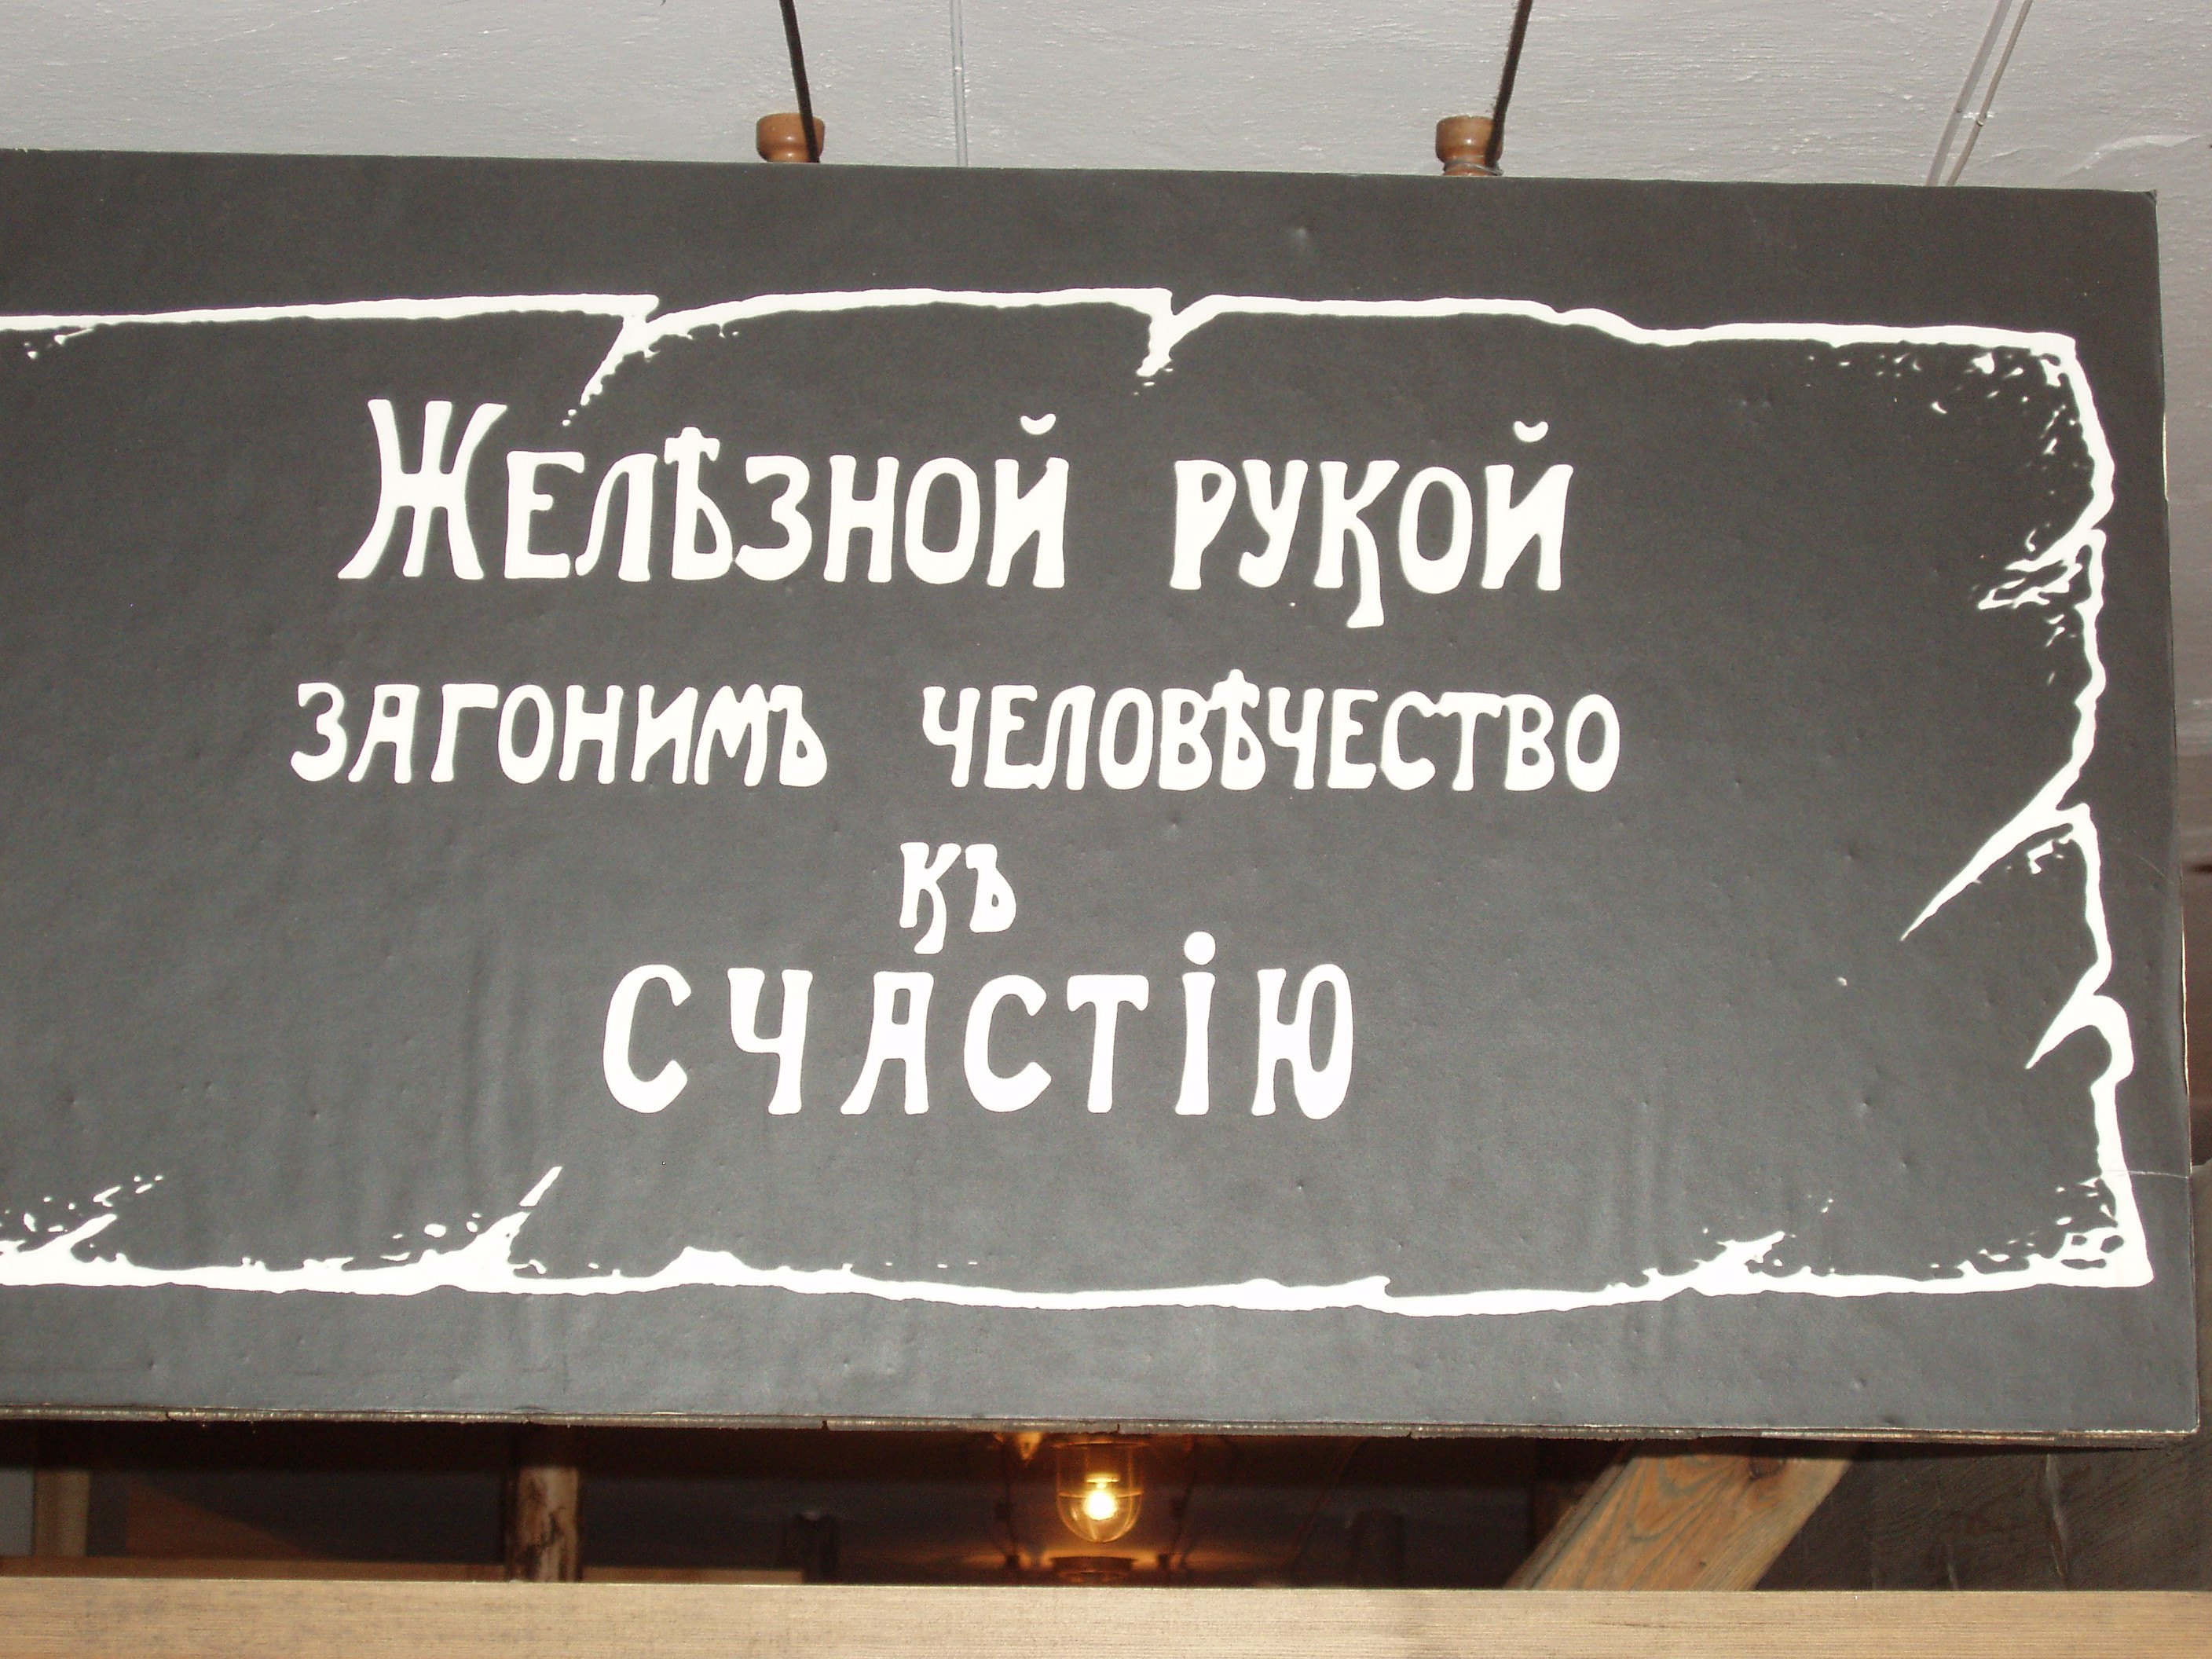 Желѣзной рукой
загонимъ человѣчество
къ
счастію